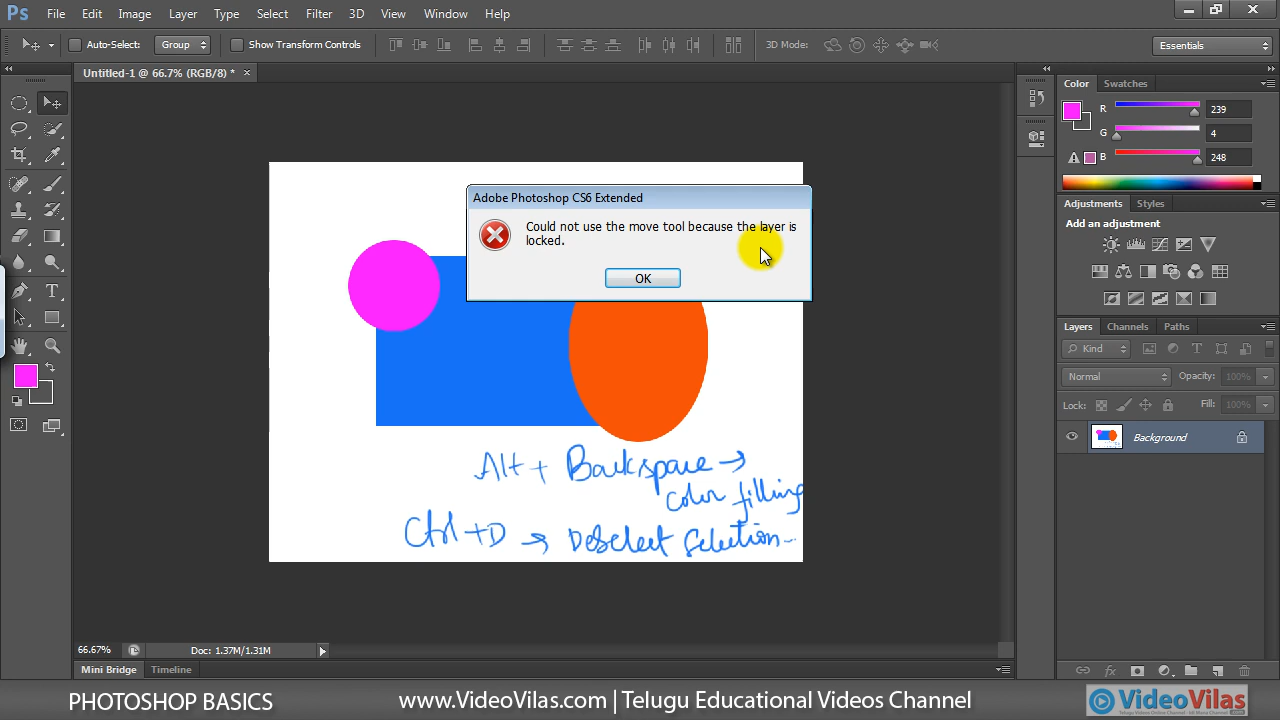 Ps File Edit Image Layer Type Select Filter 3D View Window Help
Auto-Select: Group Show Transform Controls 3D Mode: Essentials
Untitled-1 @ 66.7% (RGB/8) * ×
Color Swatches
R 239
G 4
B 248
Adjustments Styles
Add an adjustment
Adobe Photoshop CS6 Extended
Could not use the move tool because the layer is
locked.
OK
Layers Channels Paths
Kind
Normal Opacity: 100%
Lock: Fill: 100%
Background
Alt + Backspace →
Color filling
Ctrl + D → Deselect Selection
66.67% Doc: 1.37M/1.31M
Mini Bridge Timeline
PHOTOSHOP BASICS www.VideoVilas.com | Telugu Educational Videos Channel VideoVilas